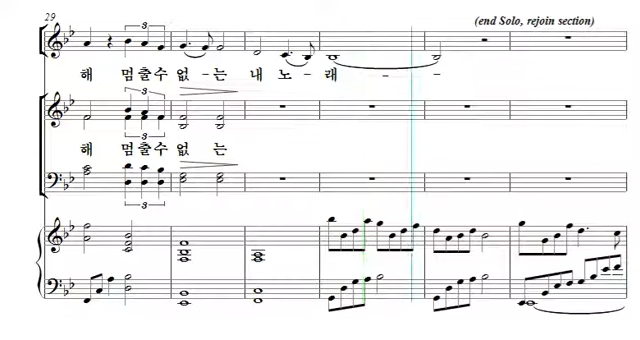 29
(end Solo, rejoin section)
3
해 멈출수 없 - 는 내 노 - 래 - -
3
해 멈출수 없 는
3
3